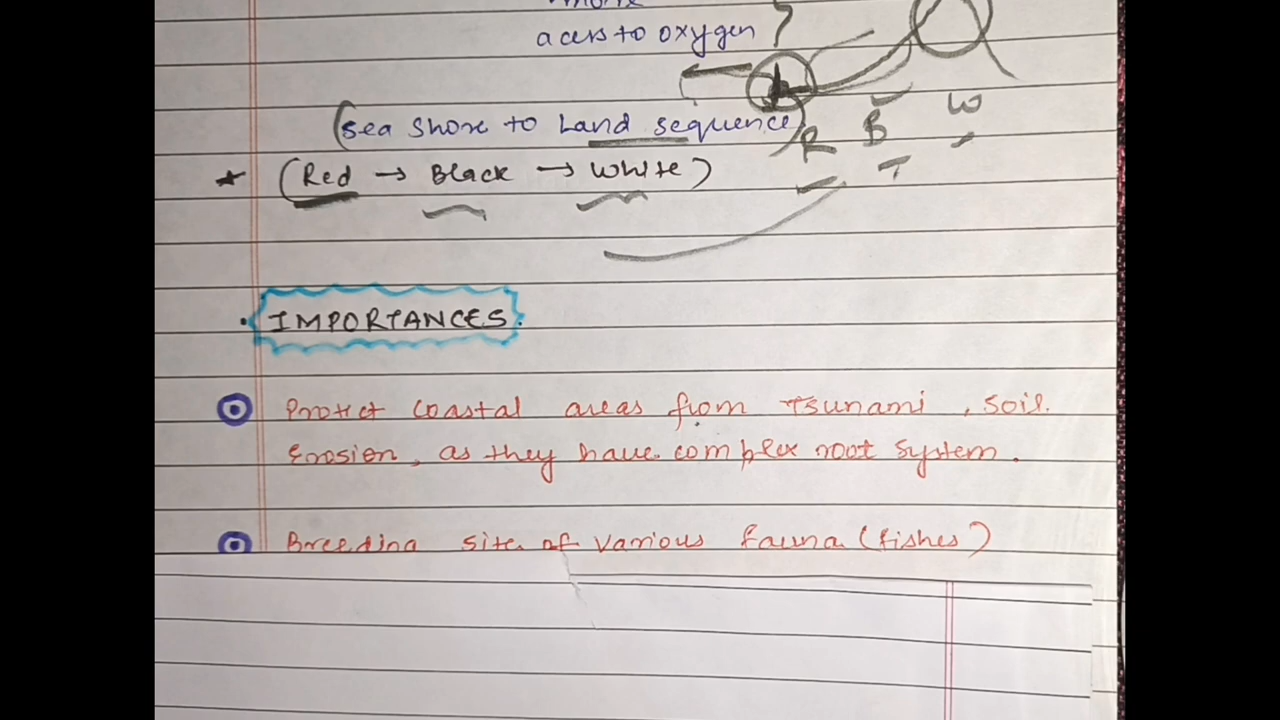 acess to oxygen
(sea shore to Land sequence)
R B W
T
★ (Red → Black → White)
• IMPORTANCES.
Protect coastal areas from Tsunami, soil
Erosion, as they have complex root system.
Breeding site of various fauna (fishes)